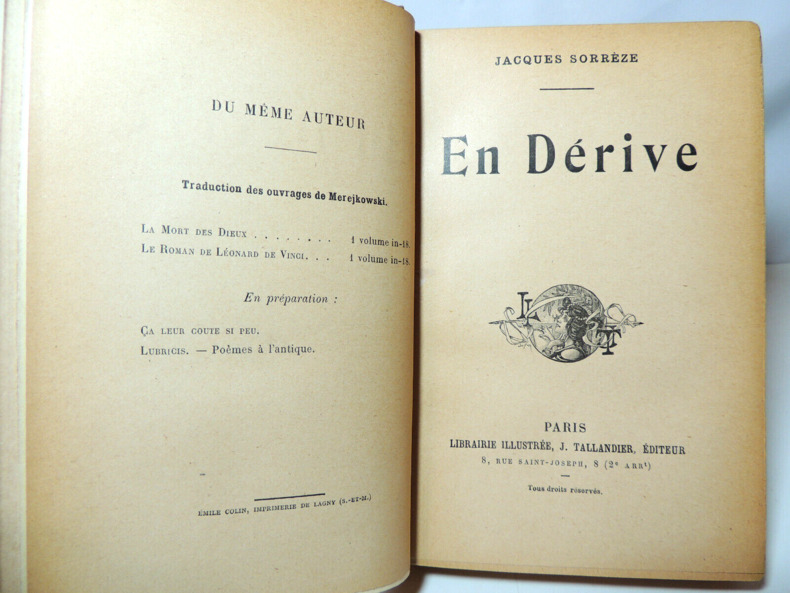 DU MÊME AUTEUR
Traduction des ouvrages de Merejkowski.
LA MORT DES DIEUX . . . . . . . . 1 volume in-18.
LE ROMAN DE LÉONARD DE VINCI. . . 1 volume in-18.
En préparation :
ÇA LEUR COUTE SI PEU.
LUBRICIS. — Poèmes à l'antique.
ÉMILE COLIN, IMPRIMERIE DE LAGNY (S.-ET-M.)
JACQUES SORRÈZE
En Dérive
L T
PARIS
LIBRAIRIE ILLUSTRÉE, J. TALLANDIER, ÉDITEUR
8, RUE SAINT-JOSEPH, 8 (2e ARRt)
Tous droits réservés.